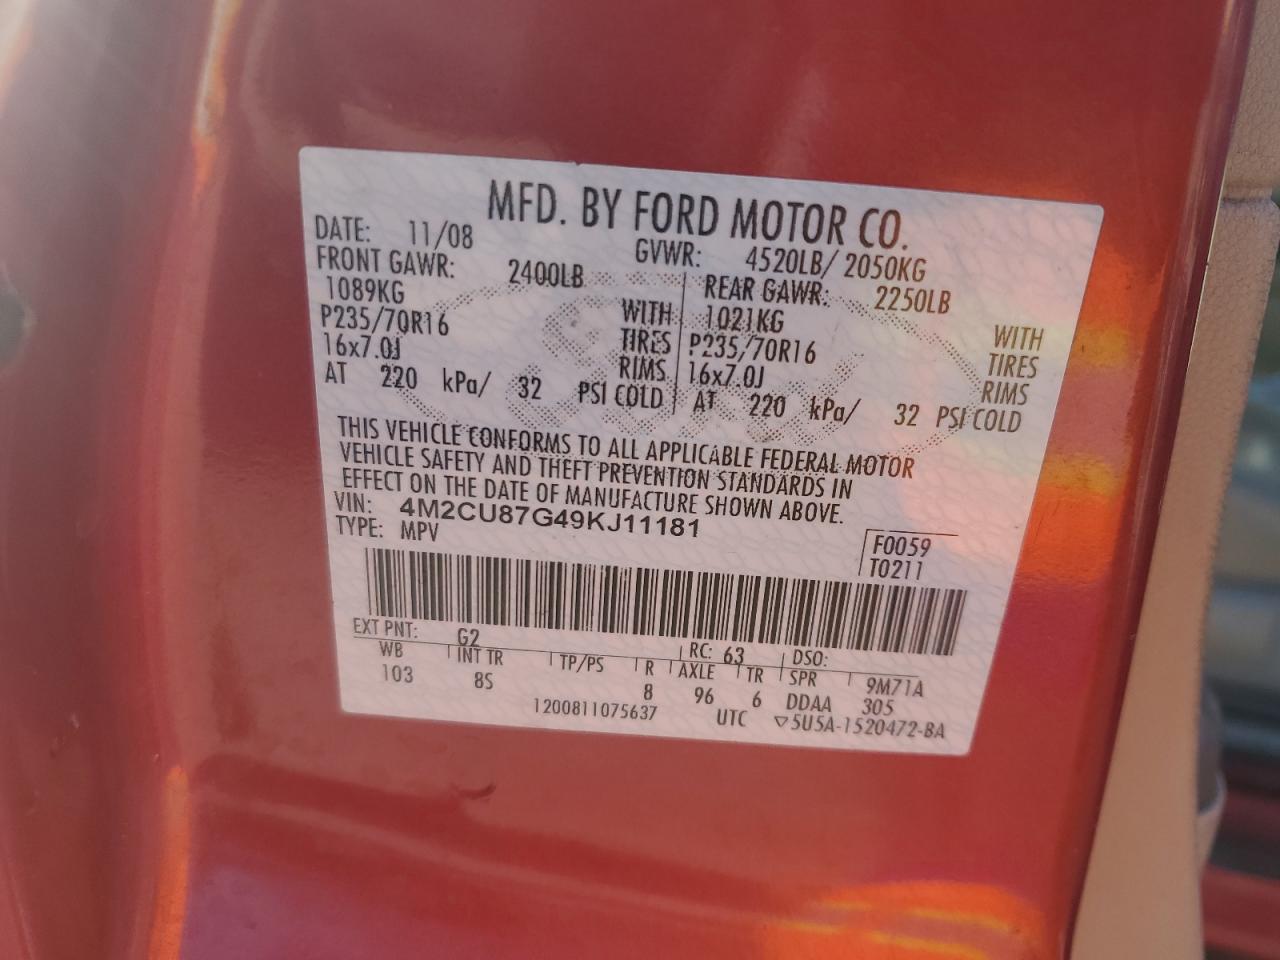 MFD. BY FORD MOTOR CO.
DATE: 11/08 GVWR: 4520LB/ 2050KG
FRONT GAWR: 2400LB REAR GAWR: 2250LB
1089KG WITH 1021KG WITH
P235/70R16 TIRES P235/70R16 TIRES
16x7.0J RIMS 16x7.0J RIMS
AT 220 kPa/ 32 PSI COLD AT 220 kPa/ 32 PSI COLD
THIS VEHICLE CONFORMS TO ALL APPLICABLE FEDERAL MOTOR
VEHICLE SAFETY AND THEFT PREVENTION STANDARDS IN
EFFECT ON THE DATE OF MANUFACTURE SHOWN ABOVE.
VIN: 4M2CU87G49KJ11181
TYPE: MPV
F0059
T0211
EXT PNT: G2 RC: 63 DSO:
WB INT TR TP/PS R AXLE TR SPR 9M71A
103 8S 8 96 6 DDAA 305
1200811075637 UTC ▽5U5A-1520472-BA